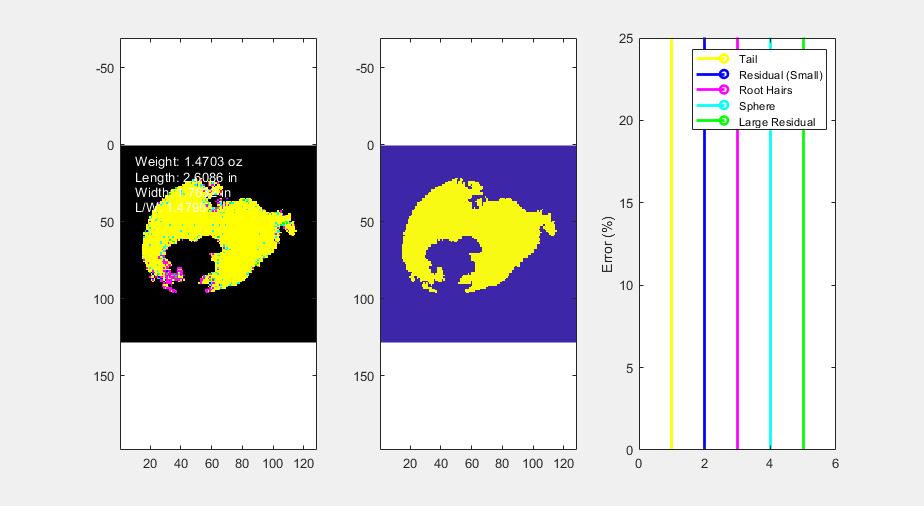 -50
0
50
100
150
20 40 60 80 100 120
Weight: 1.4703 oz
Length: 2.6086 in
Width: in
L/W:
-50
0
50
100
150
20 40 60 80 100 120
Error (%)
25
20
15
10
5
0
0 2 4 6
Tail
Residual (Small)
Root Hairs
Sphere
Large Residual